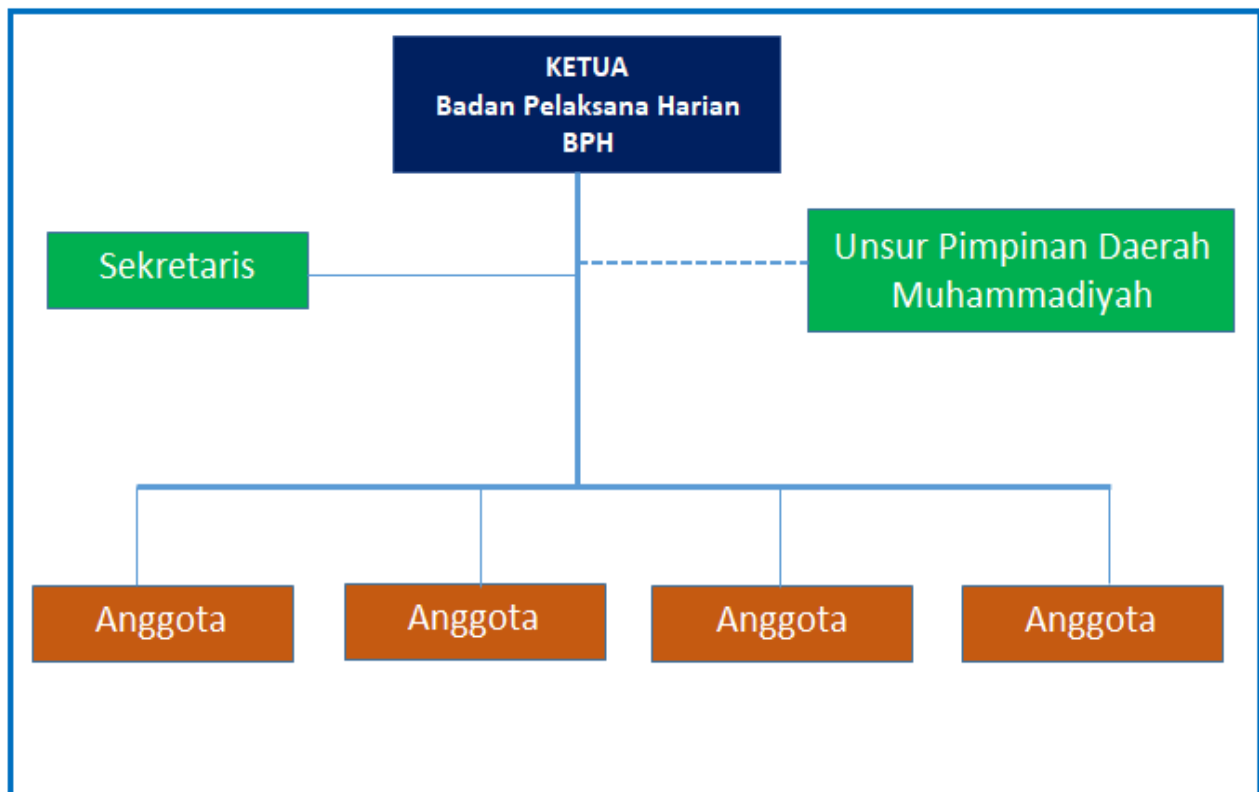 KETUA
Badan Pelaksana Harian
BPH
Sekretaris
Unsur Pimpinan Daerah
Muhammadiyah
Anggota
Anggota
Anggota
Anggota